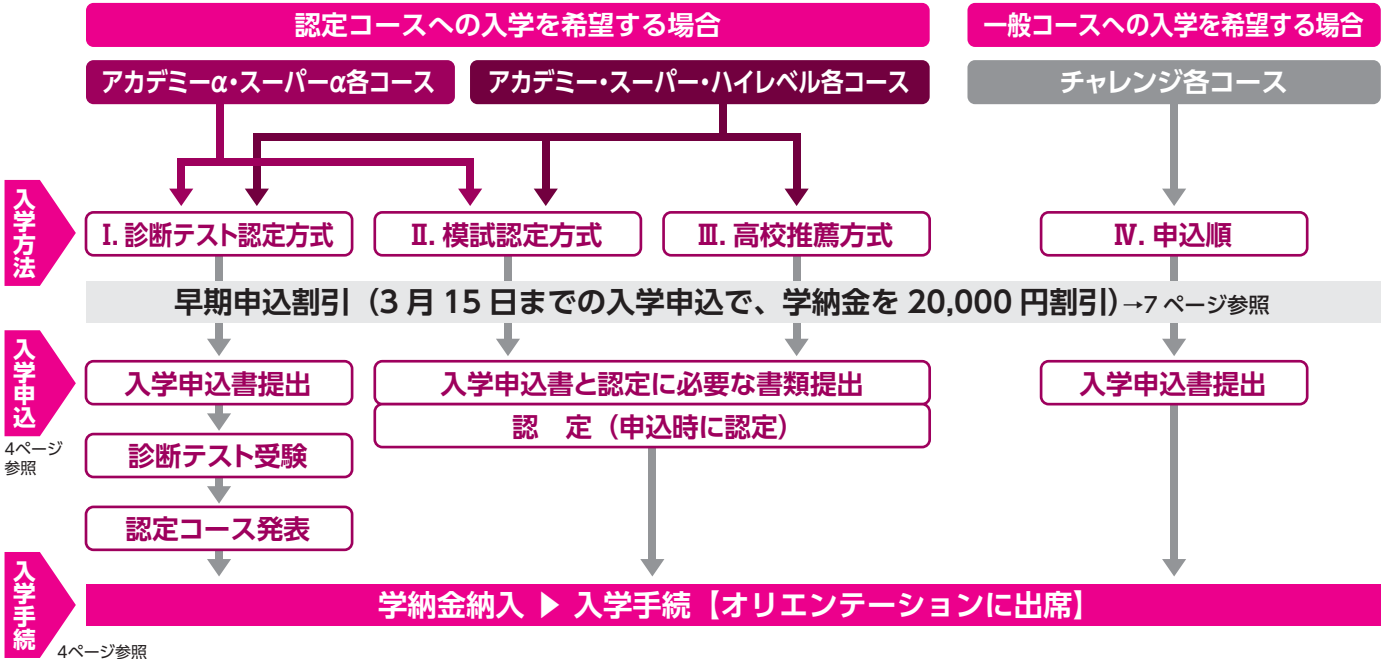 認定コースへの入学を希望する場合
一般コースへの入学を希望する場合
アカデミーα・スーパーα各コース
アカデミー・スーパー・ハイレベル各コース
チャレンジ各コース
入学方法
Ⅰ. 診断テスト認定方式
Ⅱ. 模試認定方式
Ⅲ. 高校推薦方式
Ⅳ. 申込順
早期申込割引（3 月 15 日までの入学申込で、学納金を 20,000 円割引）→7 ページ参照
入学申込
4ページ
参照
入学申込書提出
入学申込書と認定に必要な書類提出
入学申込書提出
認　定（申込時に認定）
診断テスト受験
認定コース発表
入学手続
4ページ参照
学納金納入 ▶ 入学手続【オリエンテーションに出席】